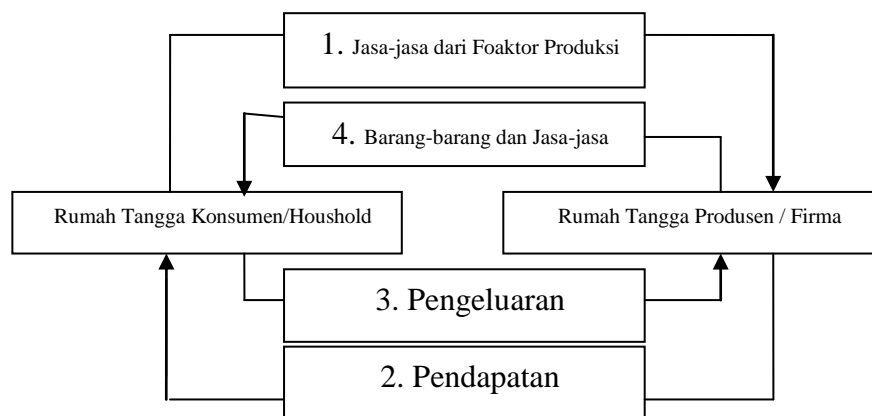 1. Jasa-jasa dari Foaktor Produksi
4. Barang-barang dan Jasa-jasa
Rumah Tangga Konsumen/Houshold
Rumah Tangga Produsen / Firma
3. Pengeluaran
2. Pendapatan